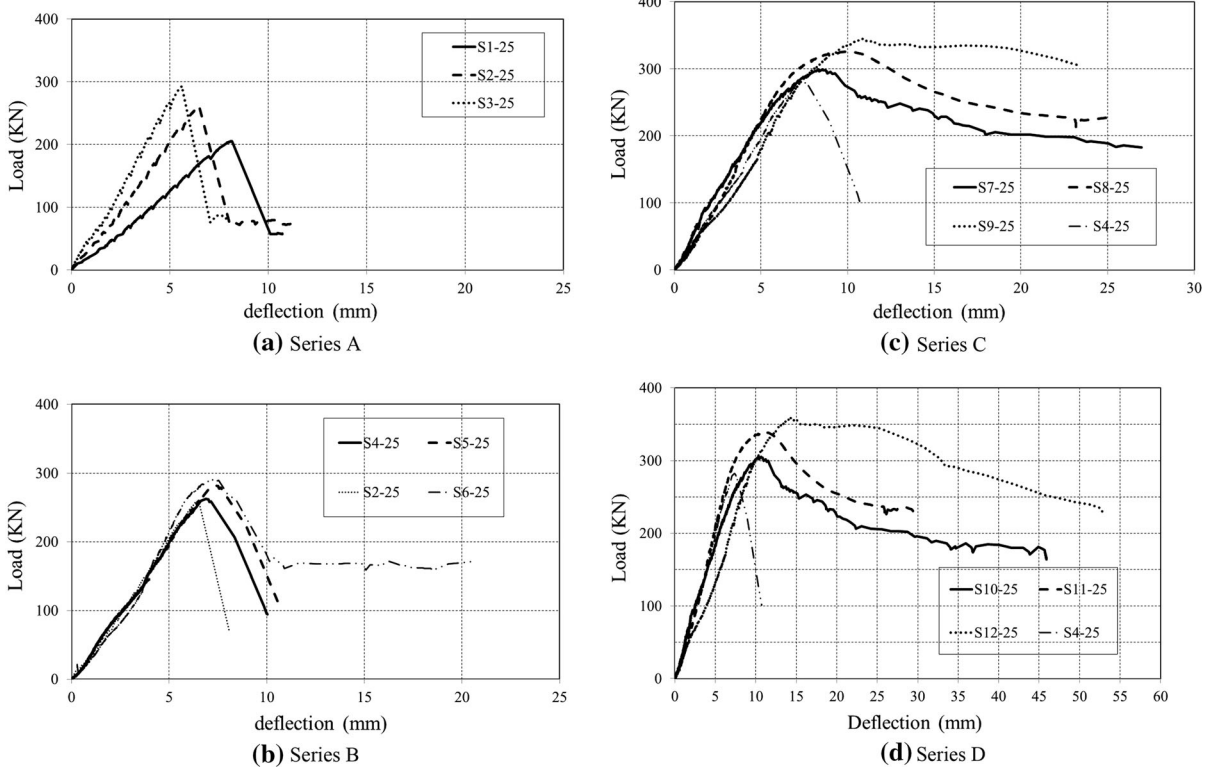 400
300
200
100
0
Load (KN)
S1-25
S2-25
S3-25
0 5 10 15 20 25
deflection (mm)
(a) Series A
400
300
200
100
0
Load (KN)
S7-25 S8-25
S9-25 S4-25
0 5 10 15 20 25 30
deflection (mm)
(c) Series C
400
300
200
100
0
Load (KN)
S4-25 S5-25
S2-25 S6-25
0 5 10 15 20 25
deflection (mm)
(b) Series B
400
350
300
250
200
150
100
50
0
Load (KN)
S10-25 S11-25
S12-25 S4-25
0 5 10 15 20 25 30 35 40 45 50 55 60
Deflection (mm)
(d) Series D